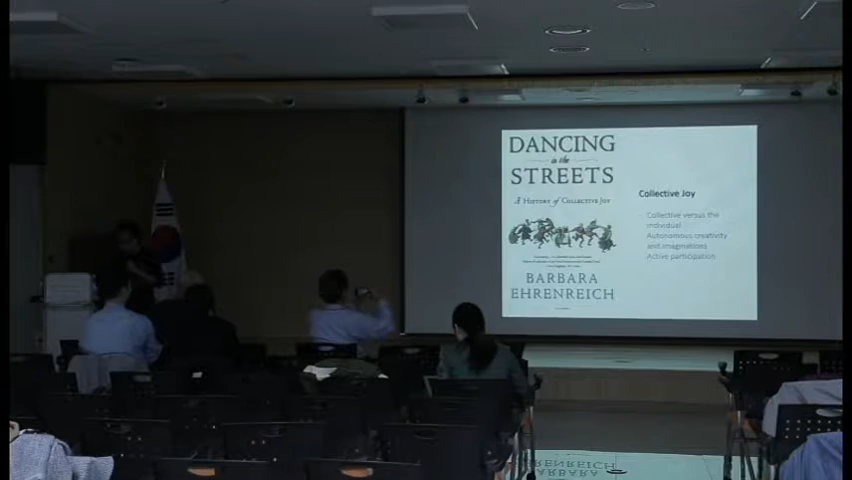 DANCING
in the
STREETS
A HISTORY of COLLECTIVE JOY
BARBARA
EHRENREICH
Collective Joy
Collective versus the
individual
Autonomous creativity
and imaginations
Active participation